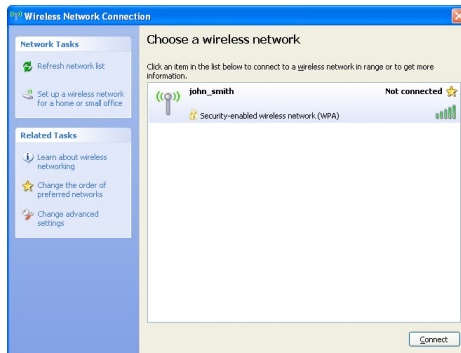 Wireless Network Connection
Network Tasks
Refresh network list
Set up a wireless network
for a home or small office
Related Tasks
Learn about wireless
networking
Change the order of
preferred networks
Change advanced
settings
Choose a wireless network
Click an item in the list below to connect to a wireless network in range or to get more
information.
john_smith
Not connected
Security-enabled wireless network (WPA)
Connect